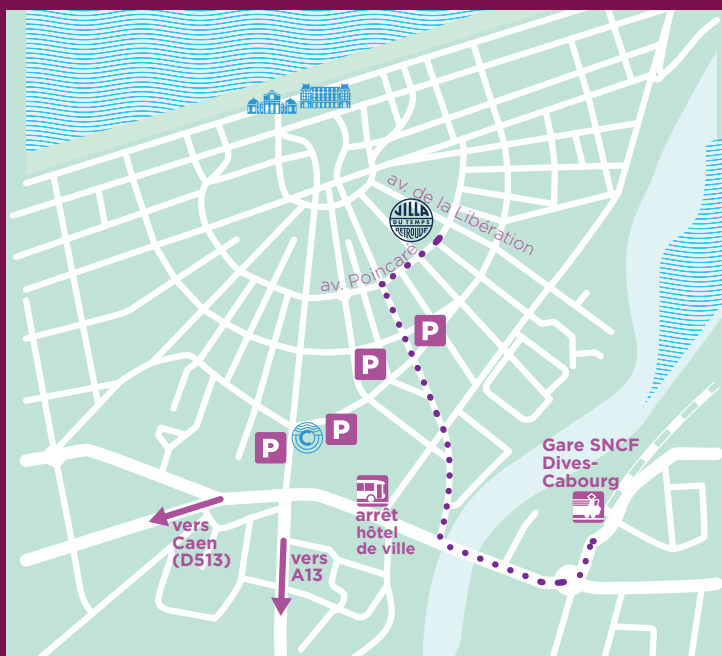 av. de la Libération
VILLA
DU TEMPS
RETROUVÉ
av. Poincaré
P
P
P
C
P
Gare SNCF
Dives-
Cabourg
arrêt
hôtel
de ville
vers
Caen
(D513)
vers
A13